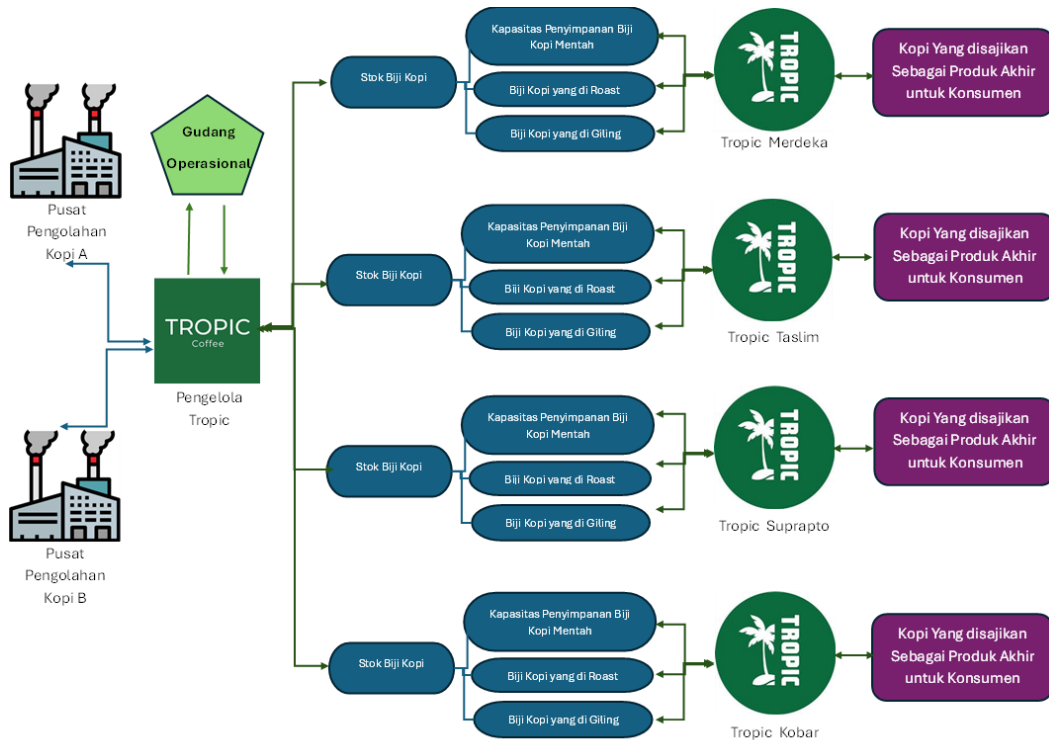 Pusat
Pengolahan
Kopi A
Gudang
Operasional
TROPIC
Coffee
Pengelola
Tropic
Pusat
Pengolahan
Kopi B
Stok Biji Kopi
Kapasitas Penyimpanan Biji
Kopi Mentah
Biji Kopi yang di Roast
Biji Kopi yang di Giling
TROPIC
Tropic Merdeka
Kopi Yang disajikan
Sebagai Produk Akhir
untuk Konsumen
Stok Biji Kopi
Kapasitas Penyimpanan Biji
Kopi Mentah
Biji Kopi yang di Roast
Biji Kopi yang di Giling
TROPIC
Tropic Taslim
Kopi Yang disajikan
Sebagai Produk Akhir
untuk Konsumen
Stok Biji Kopi
Kapasitas Penyimpanan Biji
Kopi Mentah
Biji Kopi yang di Roast
Biji Kopi yang di Giling
TROPIC
Tropic Suprapto
Kopi Yang disajikan
Sebagai Produk Akhir
untuk Konsumen
Stok Biji Kopi
Kapasitas Penyimpanan Biji
Kopi Mentah
Biji Kopi yang di Roast
Biji Kopi yang di Giling
TROPIC
Tropic Kobar
Kopi Yang disajikan
Sebagai Produk Akhir
untuk Konsumen